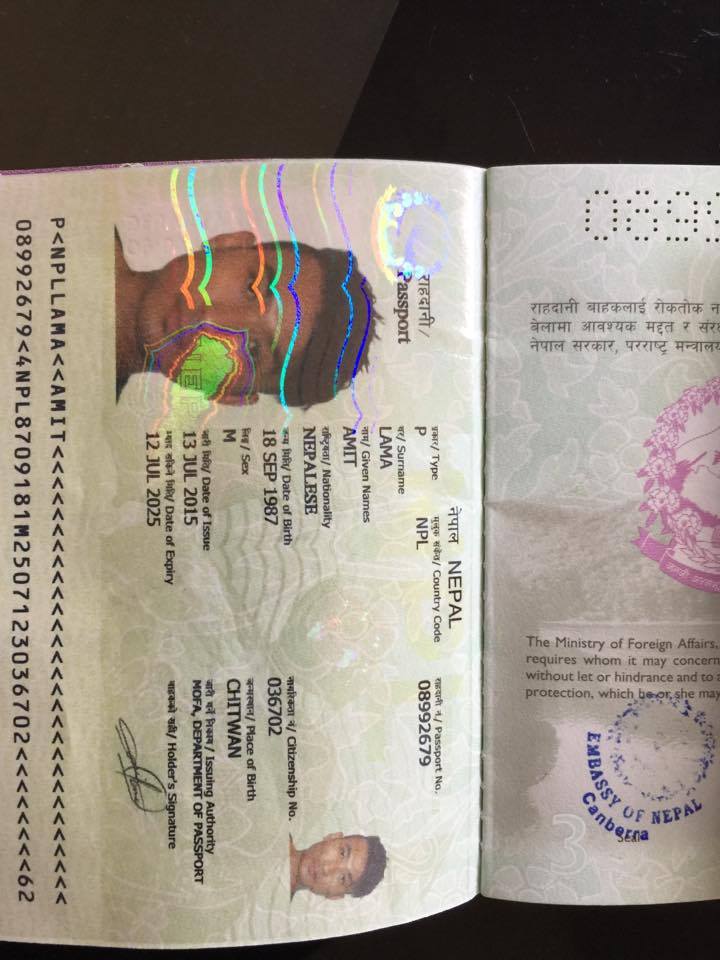 राहदानी /
Passport
नेपाल NEPAL
प्रकार/ Type
P
मुलुक संकेत/ Country Code
NPL
राहदानी नं./ Passport No.
08992679
थर/ Surname
LAMA
नाम/ Given Names
AMIT
राष्ट्रियता/ Nationality
NEPALESE
नागरिकता नं/ Citizenship No.
036702
जन्म मिति/ Date of Birth
18 SEP 1987
जन्मस्थान/ Place of Birth
CHITWAN
लिङ्ग/ Sex
M
जारी मिति/ Date of Issue
13 JUL 2015
जारी गर्ने निकाय/ Issuing Authority
MOFA, DEPARTMENT OF PASSPORT
Date of Expiry
12 JUL 2025
Holder's Signature
P<NPLLAMA<<AMIT<<<<<<<<<<<<<<<<<<<<<<<<<<<<<
08992679<4NPL8709181M2507123036702<<<<<<<<62
0899
राहदानी बाहकलाई रोकतोक न
बेलामा आवश्यक मद्दत र संर
नेपाल सरकार, परराष्ट्र मन्त्रालय
The Ministry of Foreign Affairs,
requires whom it may concern
without let or hindrance and to a
protection, which he or she may
EMBASSY OF NEPAL
Canberra
Seal
3